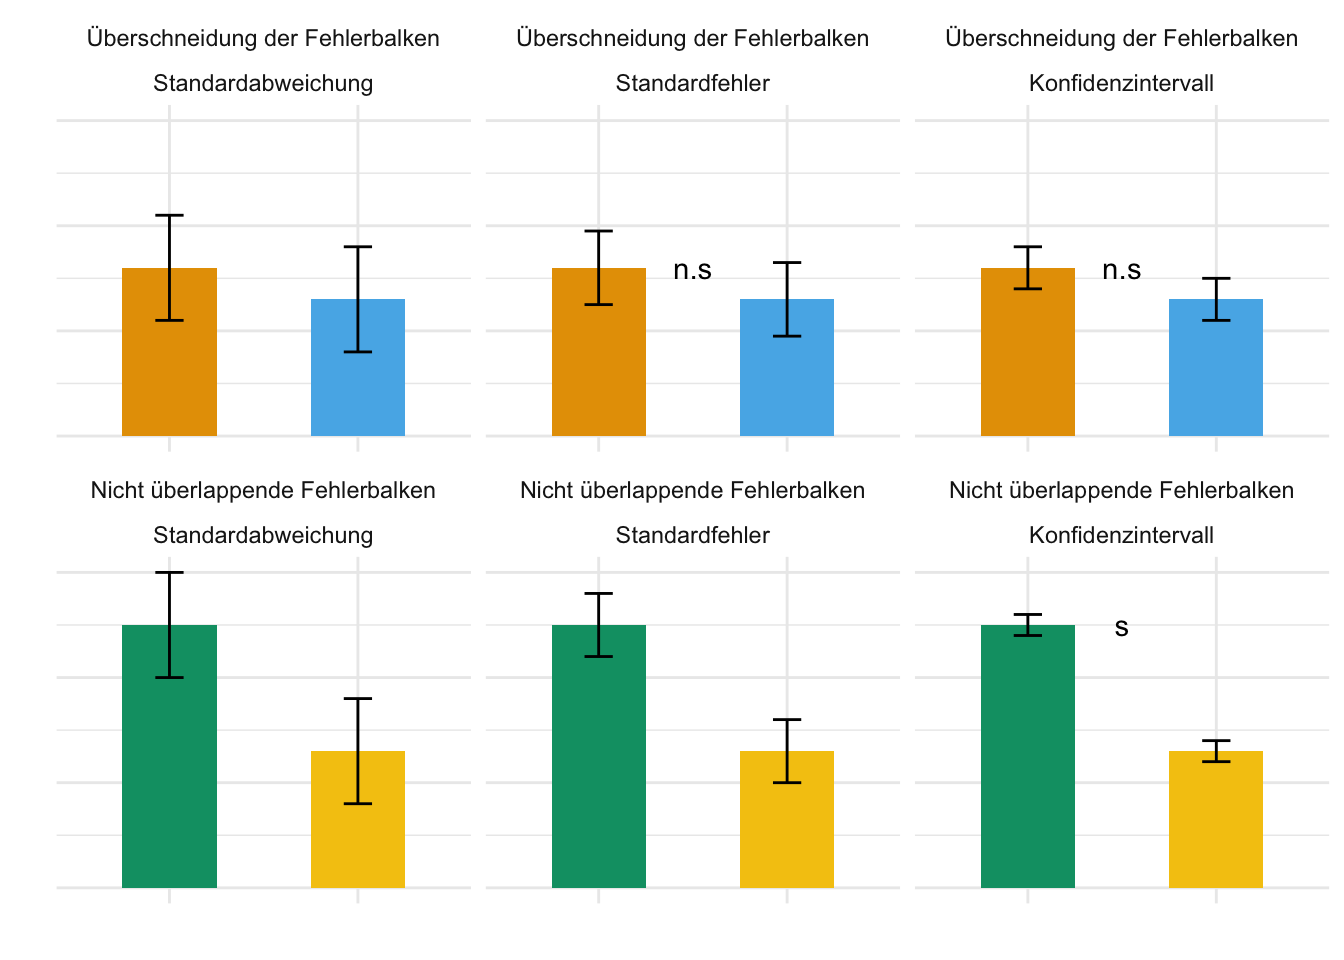 Überschneidung der Fehlerbalken
Standardabweichung
Überschneidung der Fehlerbalken
Standardfehler
n.s
Überschneidung der Fehlerbalken
Konfidenzintervall
n.s
Nicht überlappende Fehlerbalken
Standardabweichung
Nicht überlappende Fehlerbalken
Standardfehler
Nicht überlappende Fehlerbalken
Konfidenzintervall
s